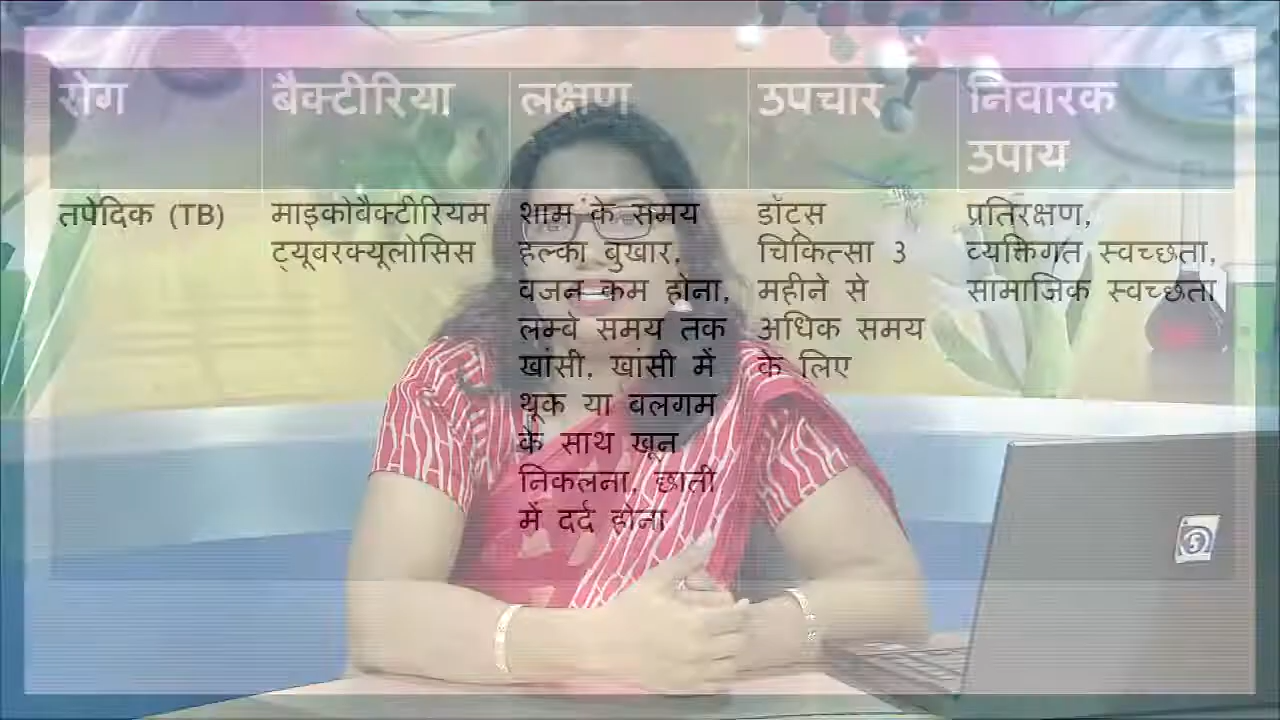 रोग
बैक्टीरिया
लक्षण
उपचार
निवारक
उपाय
तपेदिक (TB)
माइकोबैक्टीरियम
ट्यूबरक्यूलोसिस
शाम के समय
हल्का बुखार,
वजन कम होना,
लम्बे समय तक
खांसी, खांसी में
थूक या बलगम
के साथ खून
निकलना, छाती
में दर्द होना
डॉट्स
चिकित्सा 3
महीने से
अधिक समय
के लिए
प्रतिरक्षण,
व्यक्तिगत स्वच्छता,
सामाजिक स्वच्छता
5